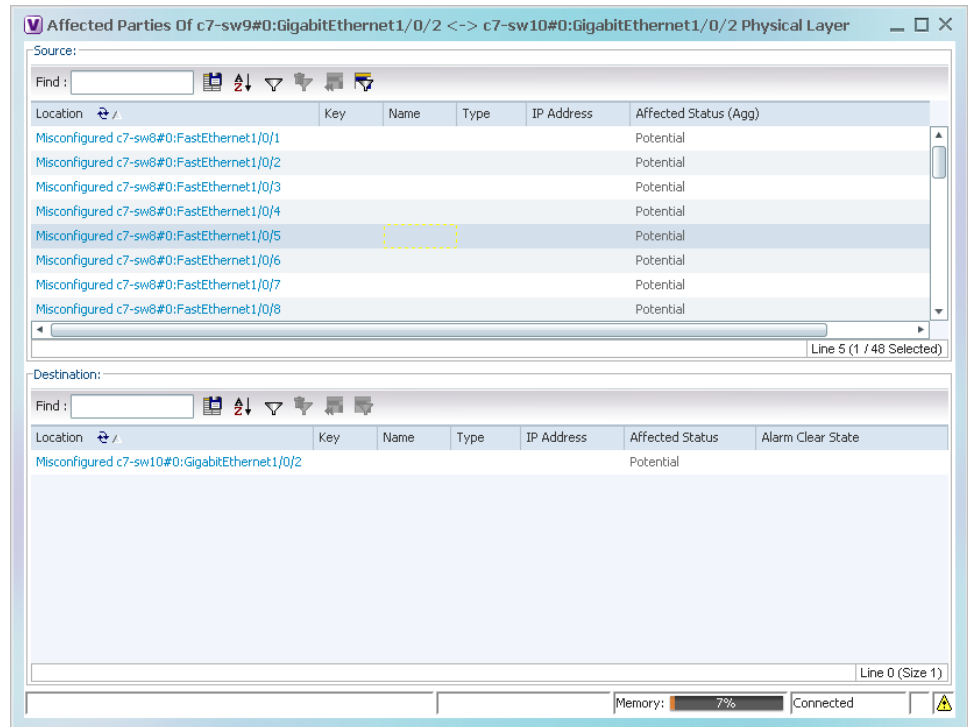 V Affected Parties Of c7-sw9#0:GigabitEthernet1/0/2 <-> c7-sw10#0:GigabitEthernet1/0/2 Physical Layer
Source:
Find :
Location Key Name Type IP Address Affected Status (Agg)
Misconfigured c7-sw8#0:FastEthernet1/0/1 Potential
Misconfigured c7-sw8#0:FastEthernet1/0/2 Potential
Misconfigured c7-sw8#0:FastEthernet1/0/3 Potential
Misconfigured c7-sw8#0:FastEthernet1/0/4 Potential
Misconfigured c7-sw8#0:FastEthernet1/0/5 Potential
Misconfigured c7-sw8#0:FastEthernet1/0/6 Potential
Misconfigured c7-sw8#0:FastEthernet1/0/7 Potential
Misconfigured c7-sw8#0:FastEthernet1/0/8 Potential
Line 5 (1 / 48 Selected)
Destination:
Find :
Location Key Name Type IP Address Affected Status Alarm Clear State
Misconfigured c7-sw10#0:GigabitEthernet1/0/2 Potential
Line 0 (Size 1)
Memory: 7% Connected